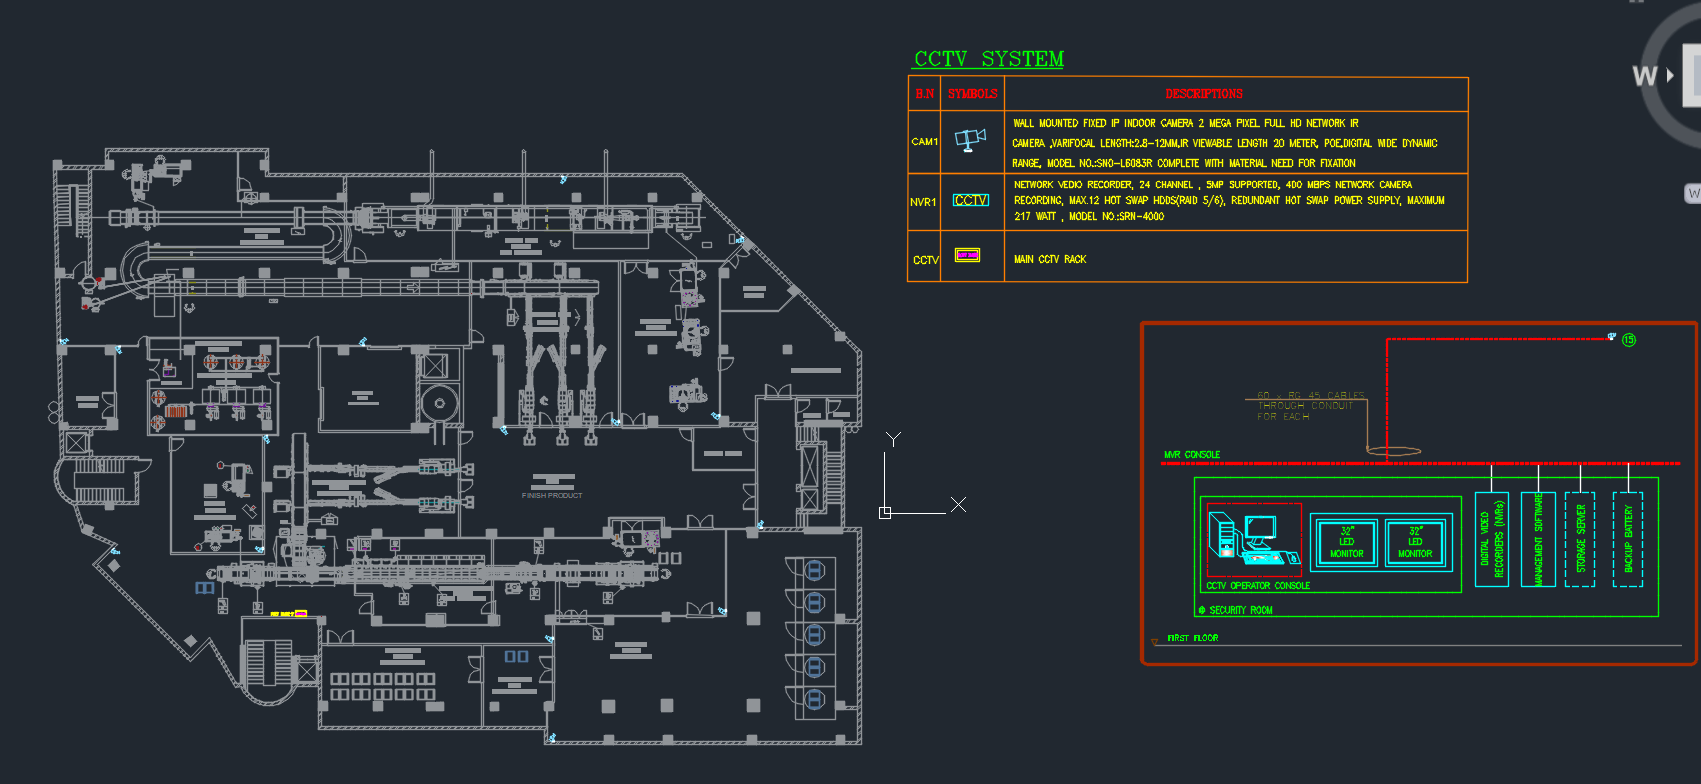 CCTV SYSTEM
H.N SYMBOLS DESCRIPTIONS
CAM1
WALL MOUNTED FIXED IP INDOOR CAMERA 2 MEGA PIXEL FULL HD NETWORK IR
CAMERA ,VARIFOCAL LENGTH:2.8-12MM,IR VIEWABLE LENGTH 20 METER, POE,DIGITAL WIDE DYNAMIC
RANGE, MODEL NO.:SNO-L6083R COMPLETE WITH MATERIAL NEED FOR FIXATION
NVR1
CCTV
NETWORK VEDIO RECORDER, 24 CHANNEL , 5MP SUPPORTED, 400 MBPS NETWORK CAMERA
RECORDING, MAX.12 HOT SWAP HDDS(RAID 5/6), REDUNDANT HOT SWAP POWER SUPPLY, MAXIMUM
217 WATT , MODEL NO.:SRN-4000
CCTV
MAIN CCTV RACK
W
W
Y
X
FINISH PRODUCT
15
60 x RG 45 CABLES
THROUGH CONDUIT
FOR EACH
MVR CONSOLE
32"
LED
MONITOR
32"
LED
MONITOR
CCTV OPERATOR CONSOLE
DIGITAL VIDEO
RECORDERS (NVRs)
MANAGEMENT SOFTWARE
STORAGE SERVER
BACKUP BATTERY
@ SECURITY ROOM
FIRST FLOOR